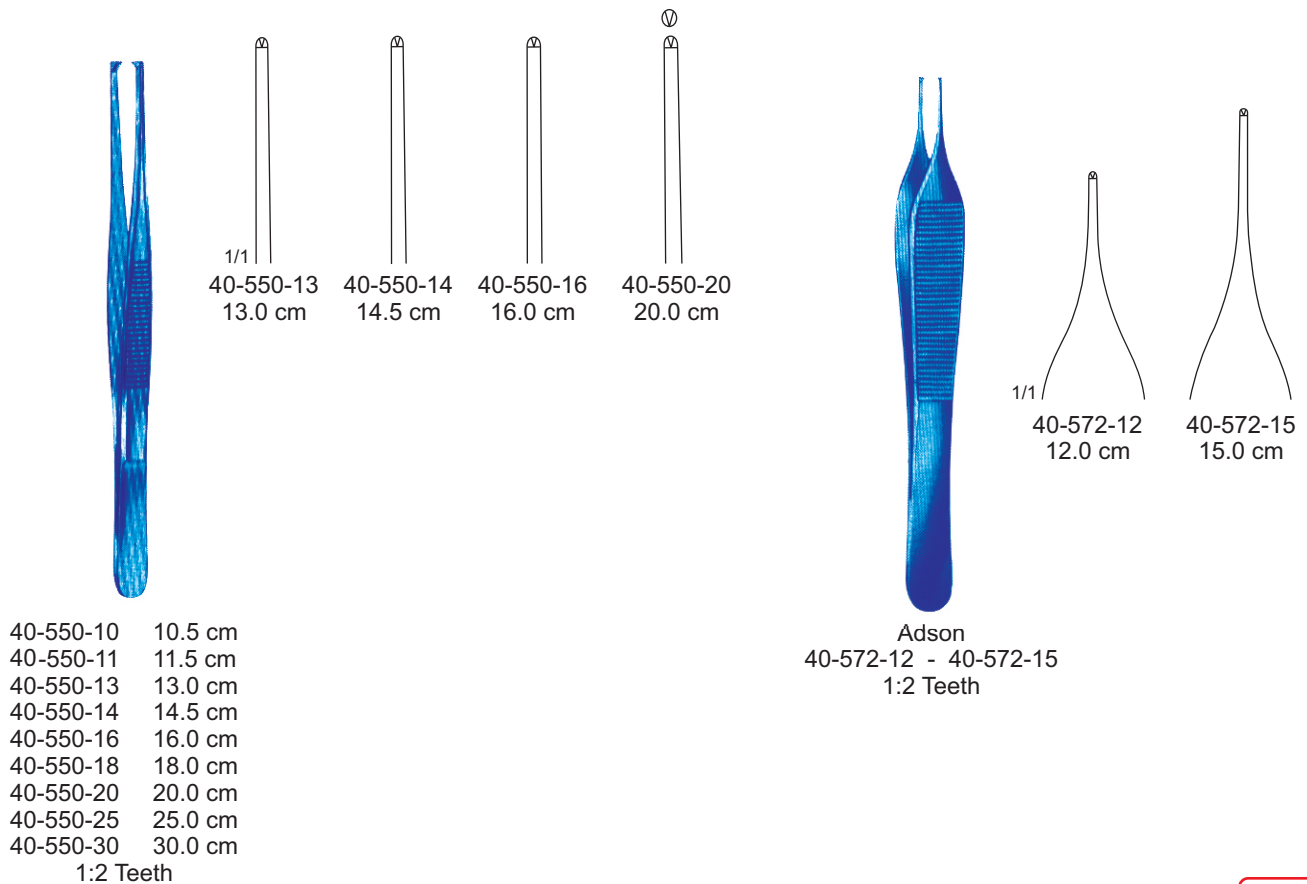 1/1
40-550-13
13.0 cm
40-550-14
14.5 cm
40-550-16
16.0 cm
40-550-20
20.0 cm
40-550-10 10.5 cm
40-550-11 11.5 cm
40-550-13 13.0 cm
40-550-14 14.5 cm
40-550-16 16.0 cm
40-550-18 18.0 cm
40-550-20 20.0 cm
40-550-25 25.0 cm
40-550-30 30.0 cm
1:2 Teeth
1/1
40-572-12
12.0 cm
40-572-15
15.0 cm
Adson
40-572-12 - 40-572-15
1:2 Teeth